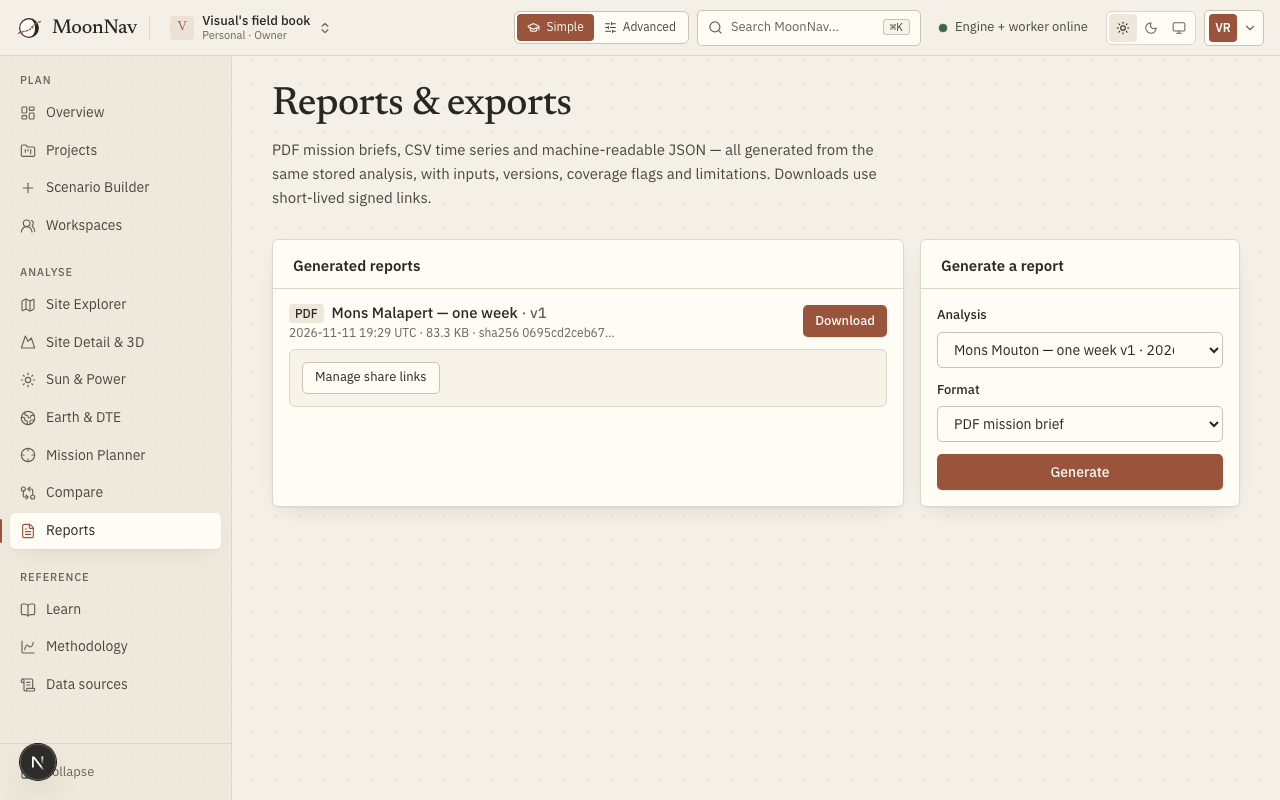 MoonNav
V
Visual's field book
Personal · Owner
Simple
Advanced
Search MoonNav...
⌘K
Engine + worker online
VR
PLAN
Overview
Projects
Scenario Builder
Workspaces
ANALYSE
Site Explorer
Site Detail & 3D
Sun & Power
Earth & DTE
Mission Planner
Compare
Reports
REFERENCE
Learn
Methodology
Data sources
N
ollapse
Reports & exports
PDF mission briefs, CSV time series and machine-readable JSON — all generated from the
same stored analysis, with inputs, versions, coverage flags and limitations. Downloads use
short-lived signed links.
Generated reports
PDF Mons Malapert — one week · v1
2026-11-11 19:29 UTC · 83.3 KB · sha256 0695cd2ceb67…
Download
Manage share links
Generate a report
Analysis
Mons Mouton — one week v1 ·
Format
PDF mission brief
Generate